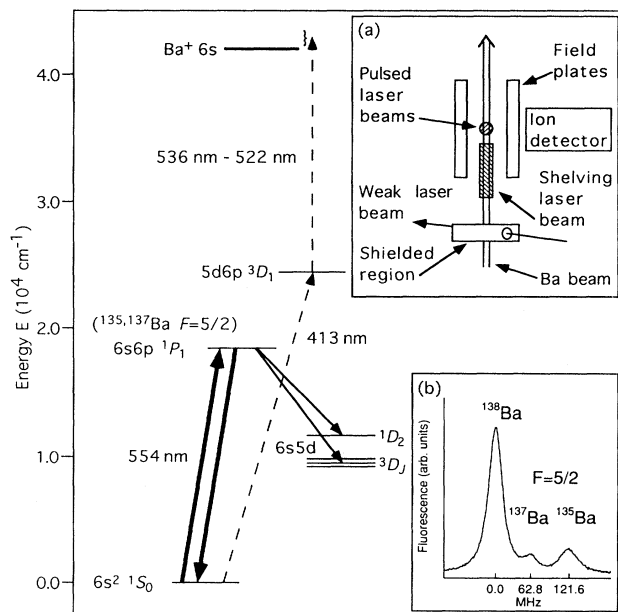 Energy E (10⁴ cm⁻¹)
4.0
3.0
2.0
1.0
0.0
Ba⁺ 6s
}
536 nm - 522 nm
5d6p ³D₁
(¹³⁵,¹³⁷Ba F=5/2)
6s6p ¹P₁
413 nm
554 nm
6s5d
¹D₂
³D_J
6s² ¹S₀
(a)
Field
plates
Pulsed
laser
beams
Ion
detector
Weak laser
beam
Shelving
laser
beam
Shielded
region
Ba beam
(b)
Fluorescence (arb. units)
¹³⁸Ba
F=5/2
¹³⁷Ba ¹³⁵Ba
0.0 62.8 121.6
MHz